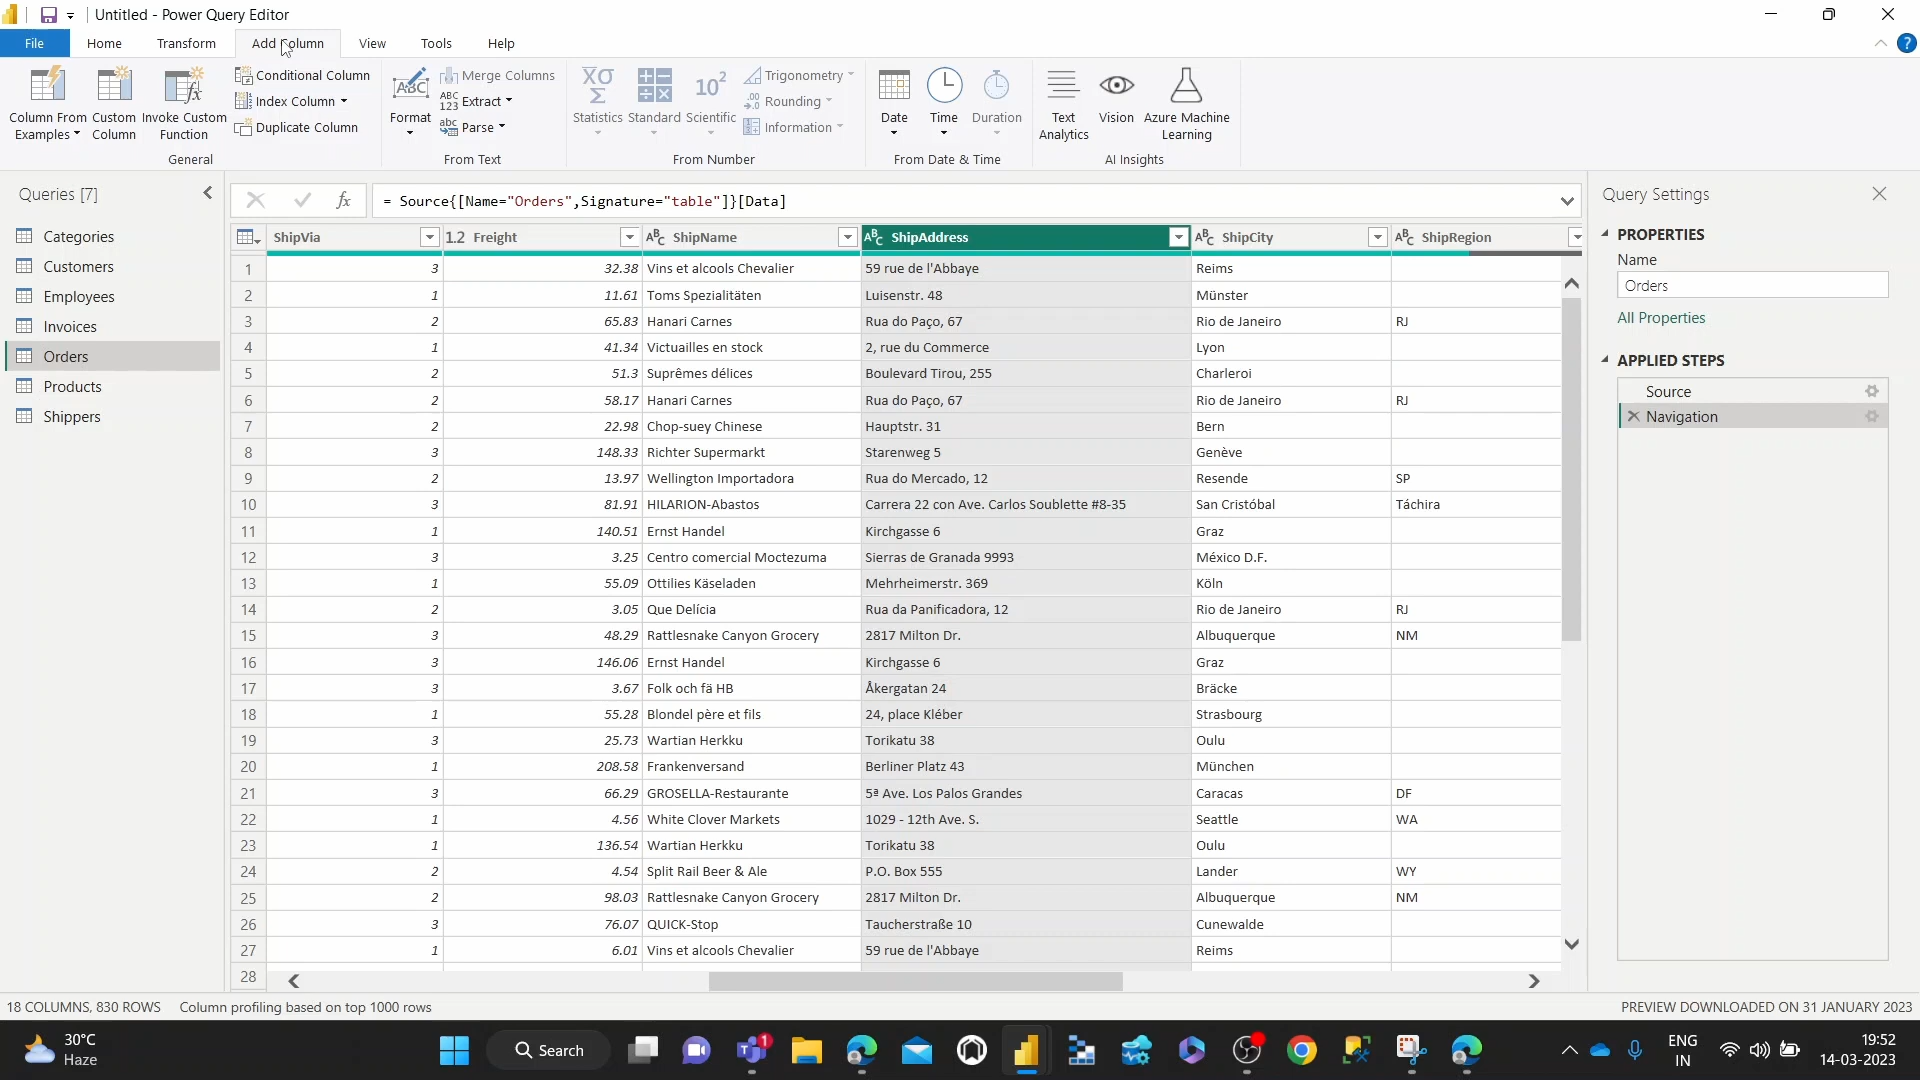 Untitled - Power Query Editor
File Home Transform Add Column View Tools Help
Column From Examples
Custom Column
Invoke Custom Function
Conditional Column
Index Column
Duplicate Column
General
Format
Merge Columns
Extract
Parse
From Text
Statistics
Standard
Scientific
Trigonometry
Rounding
Information
From Number
Date
Time
Duration
From Date & Time
Text Analytics
Vision
Azure Machine Learning
AI Insights
Queries [7]
Categories
Customers
Employees
Invoices
Orders
Products
Shippers
= Source{[Name="Orders",Signature="table"]}[Data]
ShipVia 1.2 Freight ABC ShipName ABC ShipAddress ABC ShipCity ABC ShipRegion
1 3 32.38 Vins et alcools Chevalier 59 rue de l'Abbaye Reims
2 1 11.61 Toms Spezialitäten Luisenstr. 48 Münster
3 2 65.83 Hanari Carnes Rua do Paço, 67 Rio de Janeiro RJ
4 1 41.34 Victuailles en stock 2, rue du Commerce Lyon
5 2 51.3 Suprêmes délices Boulevard Tirou, 255 Charleroi
6 2 58.17 Hanari Carnes Rua do Paço, 67 Rio de Janeiro RJ
7 2 22.98 Chop-suey Chinese Hauptstr. 31 Bern
8 3 148.33 Richter Supermarkt Starenweg 5 Genève
9 2 13.97 Wellington Importadora Rua do Mercado, 12 Resende SP
10 3 81.91 HILARION-Abastos Carrera 22 con Ave. Carlos Soublette #8-35 San Cristóbal Táchira
11 1 140.51 Ernst Handel Kirchgasse 6 Graz
12 3 3.25 Centro comercial Moctezuma Sierras de Granada 9993 México D.F.
13 1 55.09 Ottilies Käseladen Mehrheimerstr. 369 Köln
14 2 3.05 Que Delícia Rua da Panificadora, 12 Rio de Janeiro RJ
15 3 48.29 Rattlesnake Canyon Grocery 2817 Milton Dr. Albuquerque NM
16 3 146.06 Ernst Handel Kirchgasse 6 Graz
17 3 3.67 Folk och fä HB Åkergatan 24 Bräcke
18 1 55.28 Blondel père et fils 24, place Kléber Strasbourg
19 3 25.73 Wartian Herkku Torikatu 38 Oulu
20 1 208.58 Frankenversand Berliner Platz 43 München
21 3 66.29 GROSELLA-Restaurante 5ª Ave. Los Palos Grandes Caracas DF
22 1 4.56 White Clover Markets 1029 - 12th Ave. S. Seattle WA
23 1 136.54 Wartian Herkku Torikatu 38 Oulu
24 2 4.54 Split Rail Beer & Ale P.O. Box 555 Lander WY
25 2 98.03 Rattlesnake Canyon Grocery 2817 Milton Dr. Albuquerque NM
26 3 76.07 QUICK-Stop Taucherstraße 10 Cunewalde
27 1 6.01 Vins et alcools Chevalier 59 rue de l'Abbaye Reims
28
Query Settings
PROPERTIES
Name
Orders
All Properties
APPLIED STEPS
Source
Navigation
18 COLUMNS, 830 ROWS Column profiling based on top 1000 rows
PREVIEW DOWNLOADED ON 31 JANUARY 2023
30°C
Haze
Search
1
ENG
IN
19:52
14-03-2023